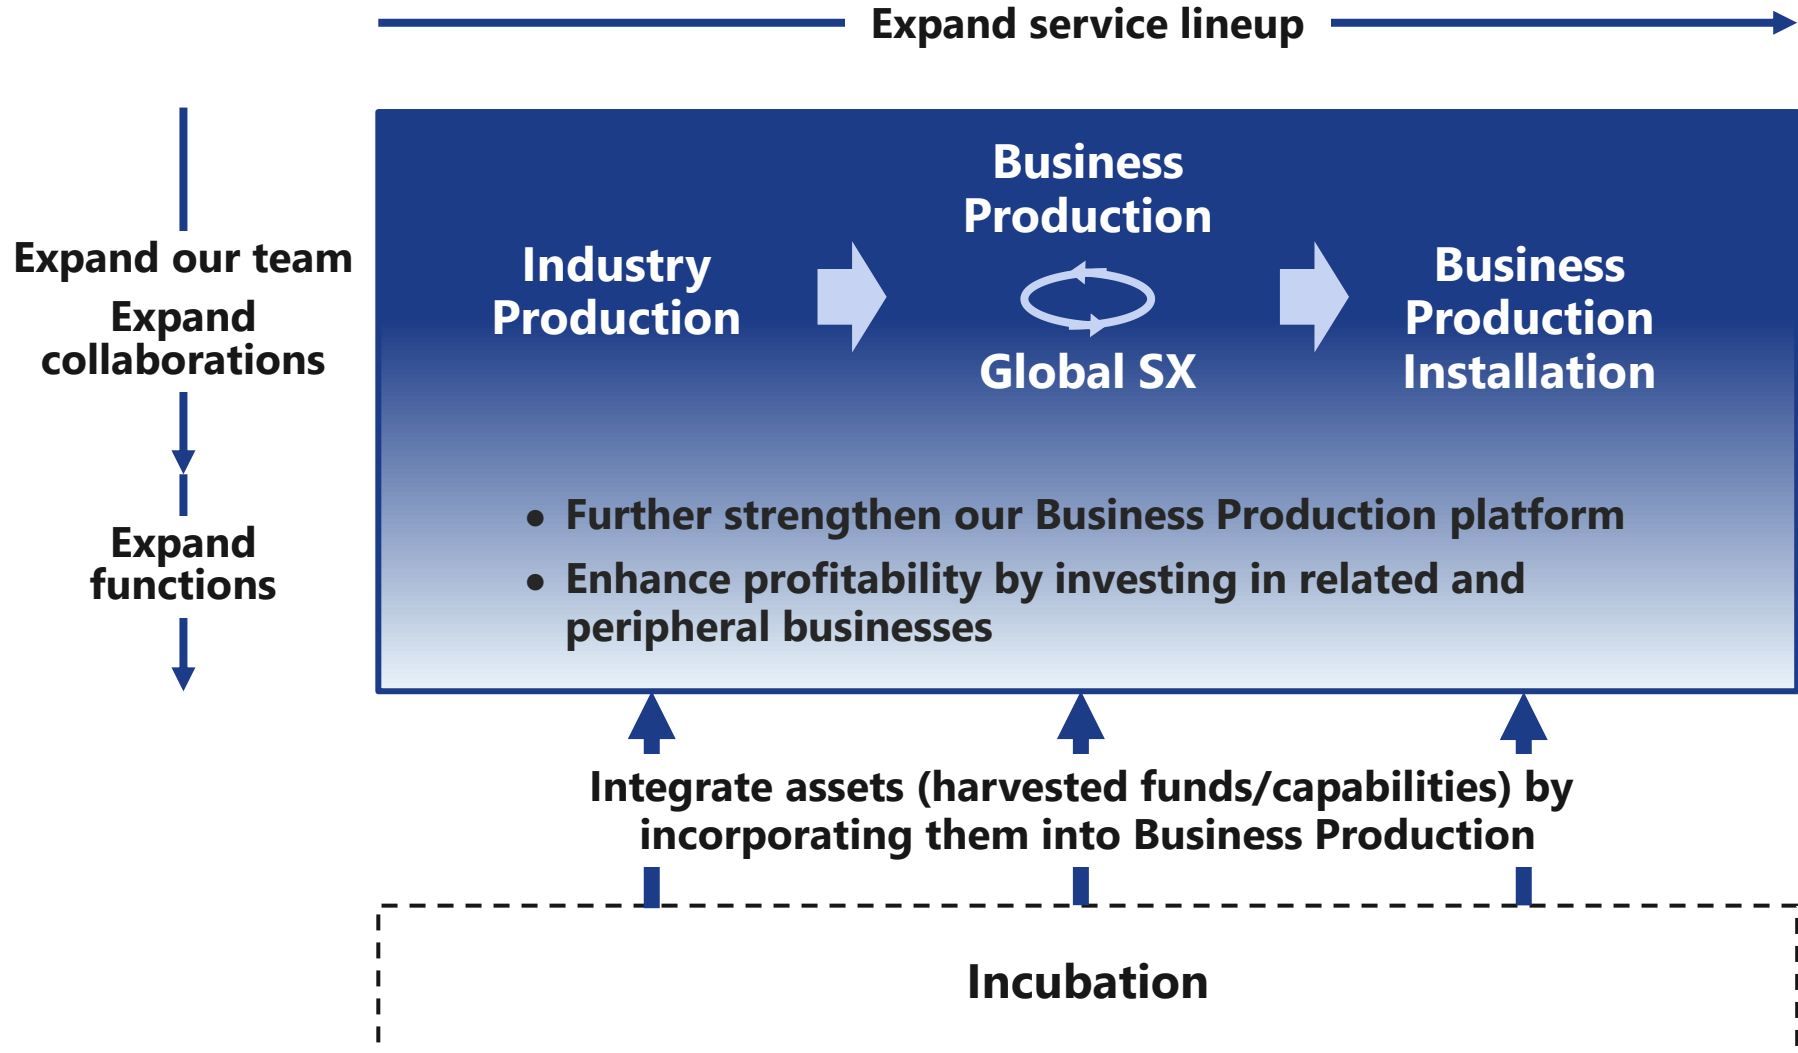 Expand service lineup
Expand our team
Expand
collaborations
Expand
functions
Industry
Production
Business
Production
Global SX
Business
Production
Installation
● Further strengthen our Business Production platform
● Enhance profitability by investing in related and
peripheral businesses
Integrate assets (harvested funds/capabilities) by
incorporating them into Business Production
Incubation